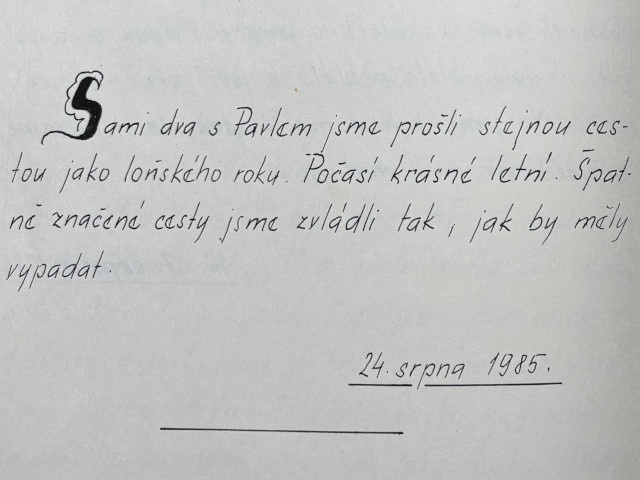 Sami dva s Pavlem jsme prošli stejnou ces-
tou jako loňského roku. Počasí krásné letní. Špat-
ně značené cesty jsme zvládli tak, jak by měly
vypadat.
24. srpna 1985.